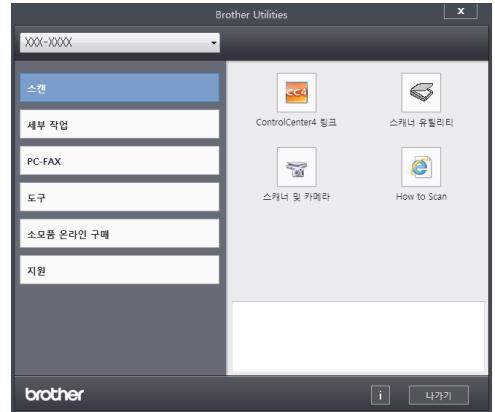 Brother Utilities
x
XXX-XXXX
스캔
세부 작업
PC-FAX
도구
소모품 온라인 구매
지원
CC4
ControlCenter4 링크
스캐너 유틸리티
스캐너 및 카메라
How to Scan
brother
i
나가기